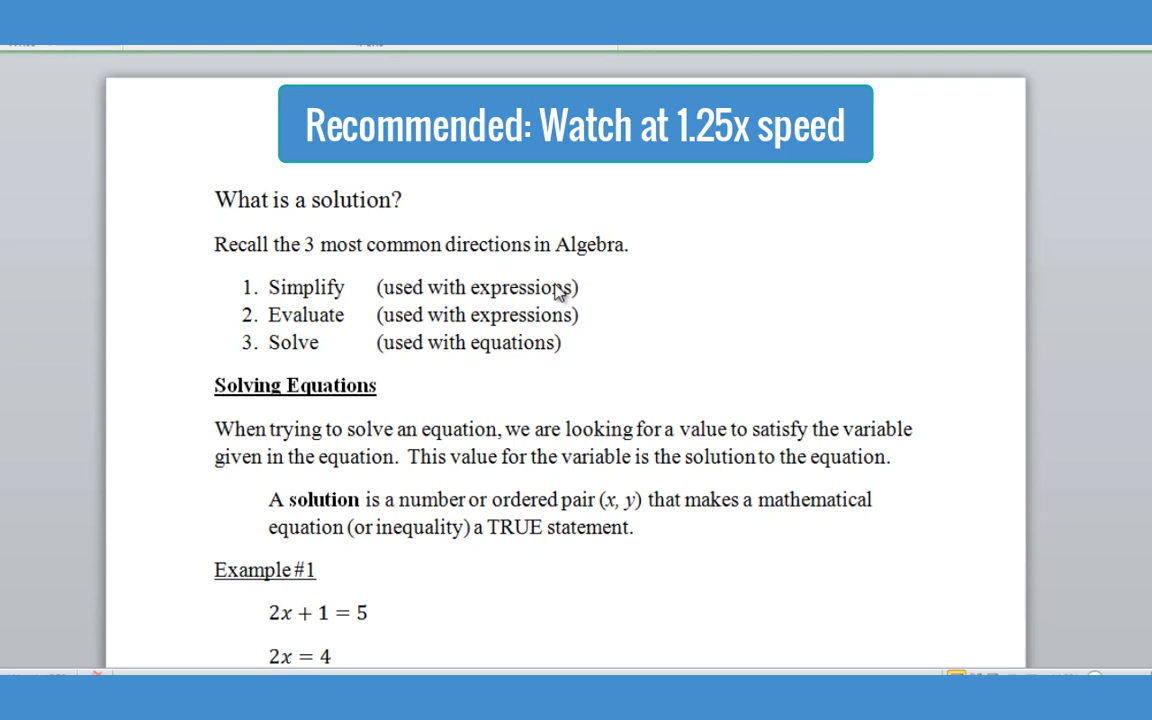 Recommended: Watch at 1.25x speed
What is a solution?
Recall the 3 most common directions in Algebra.
1. Simplify (used with expressions)
2. Evaluate (used with expressions)
3. Solve (used with equations)
Solving Equations
When trying to solve an equation, we are looking for a value to satisfy the variable
given in the equation. This value for the variable is the solution to the equation.
A solution is a number or ordered pair (x, y) that makes a mathematical
equation (or inequality) a TRUE statement.
Example #1
2x + 1 = 5
2x = 4